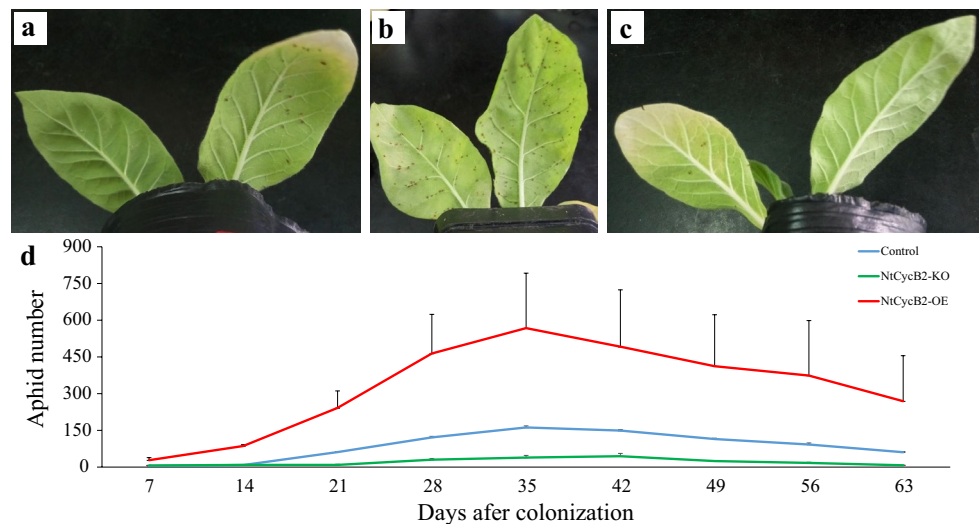 a
b
c
d
Aphid number
900
750
600
450
300
150
0
Control
NtCycB2-KO
NtCycB2-OE
7 14 21 28 35 42 49 56 63
Days afer colonization